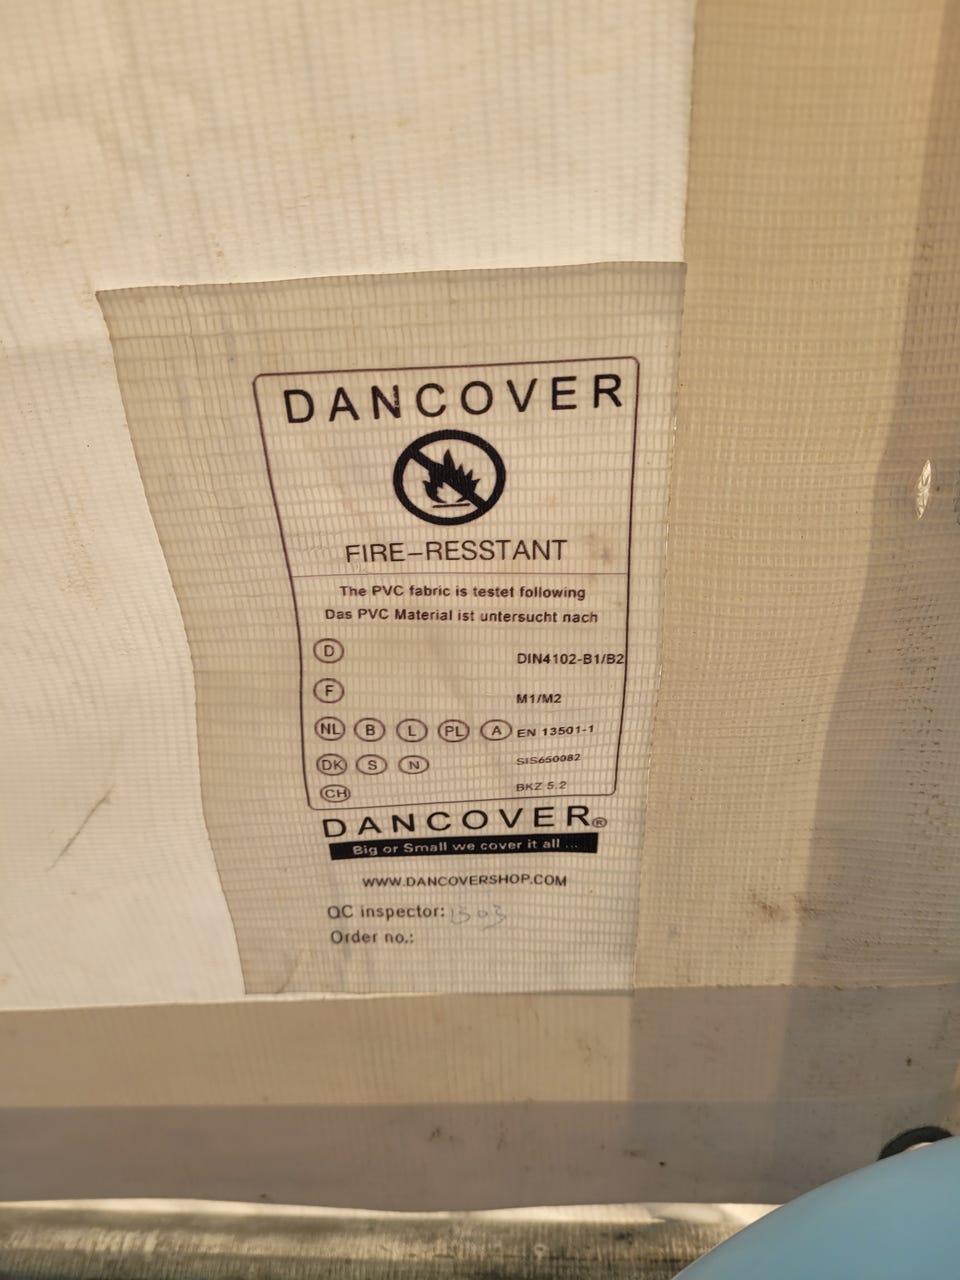 DANCOVER
FIRE-RESSTANT
The PVC fabric is testet following
Das PVC Material ist untersucht nach
D DIN4102-B1/B2
F M1/M2
NL B L PL A EN 13501-1
DK S N SIS650082
CH BKZ 5.2
DANCOVER®
Big or Small we cover it all ...
WWW.DANCOVERSHOP.COM
QC inspector: 1303
Order no.: